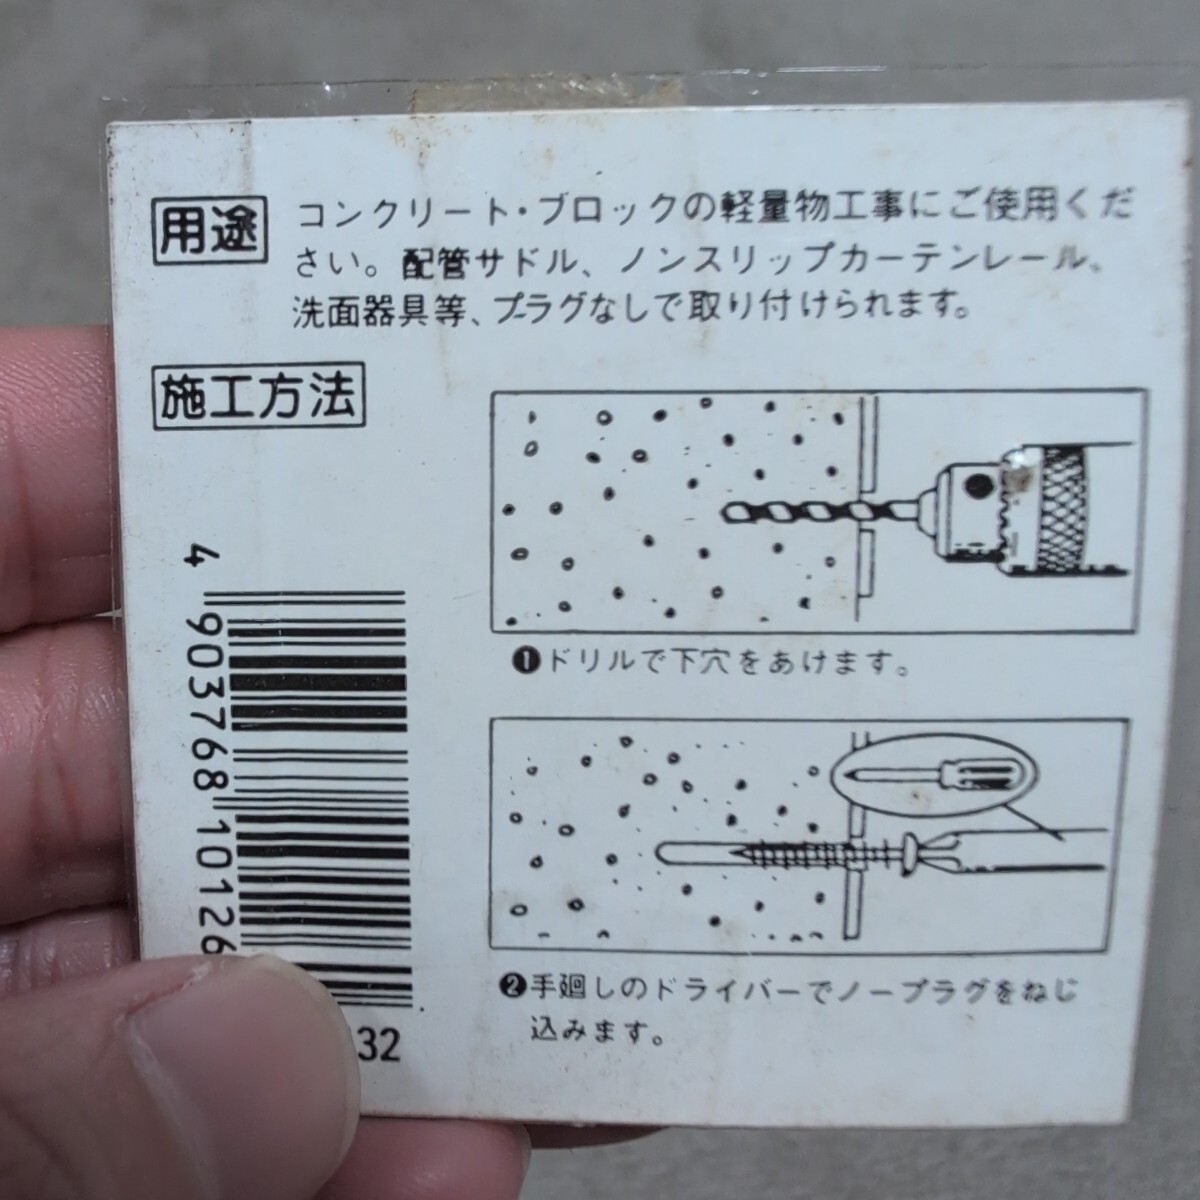 用途
コンクリート・ブロックの軽量物工事にご使用くだ
さい。配管サドル、ノンスリップカーテンレール、
洗面器具等、プラグなしで取り付けられます。
施工方法
❶ドリルで下穴をあけます。
❷手廻しのドライバーでノープラグをねじ
込みます。
4 903768 10126
32